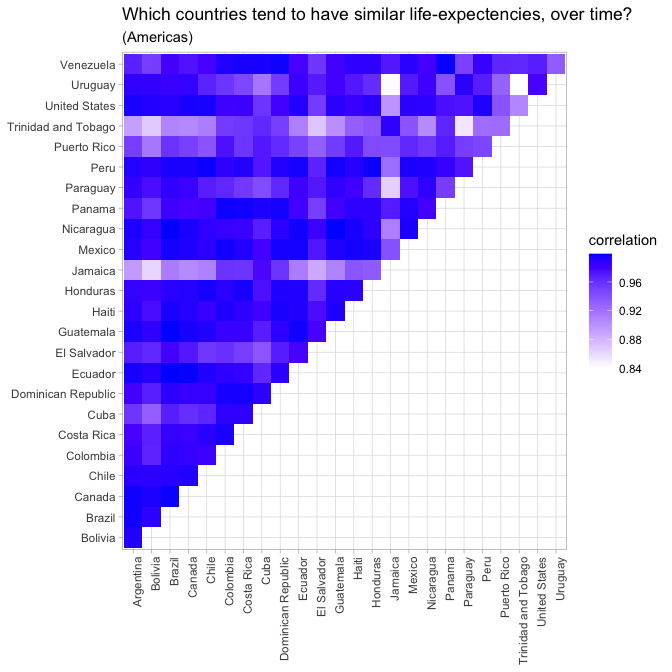 Which countries tend to have similar life-expectencies, over time?
(Americas)
Venezuela
Uruguay
United States
Trinidad and Tobago
Puerto Rico
Peru
Paraguay
Panama
Nicaragua
Mexico
Jamaica
Honduras
Haiti
Guatemala
El Salvador
Ecuador
Dominican Republic
Cuba
Costa Rica
Colombia
Chile
Canada
Brazil
Bolivia
Argentina
Bolivia
Brazil
Canada
Chile
Colombia
Costa Rica
Cuba
Dominican Republic
Ecuador
El Salvador
Guatemala
Haiti
Honduras
Jamaica
Mexico
Nicaragua
Panama
Paraguay
Peru
Puerto Rico
Trinidad and Tobago
United States
Uruguay
correlation
0.96
0.92
0.88
0.84